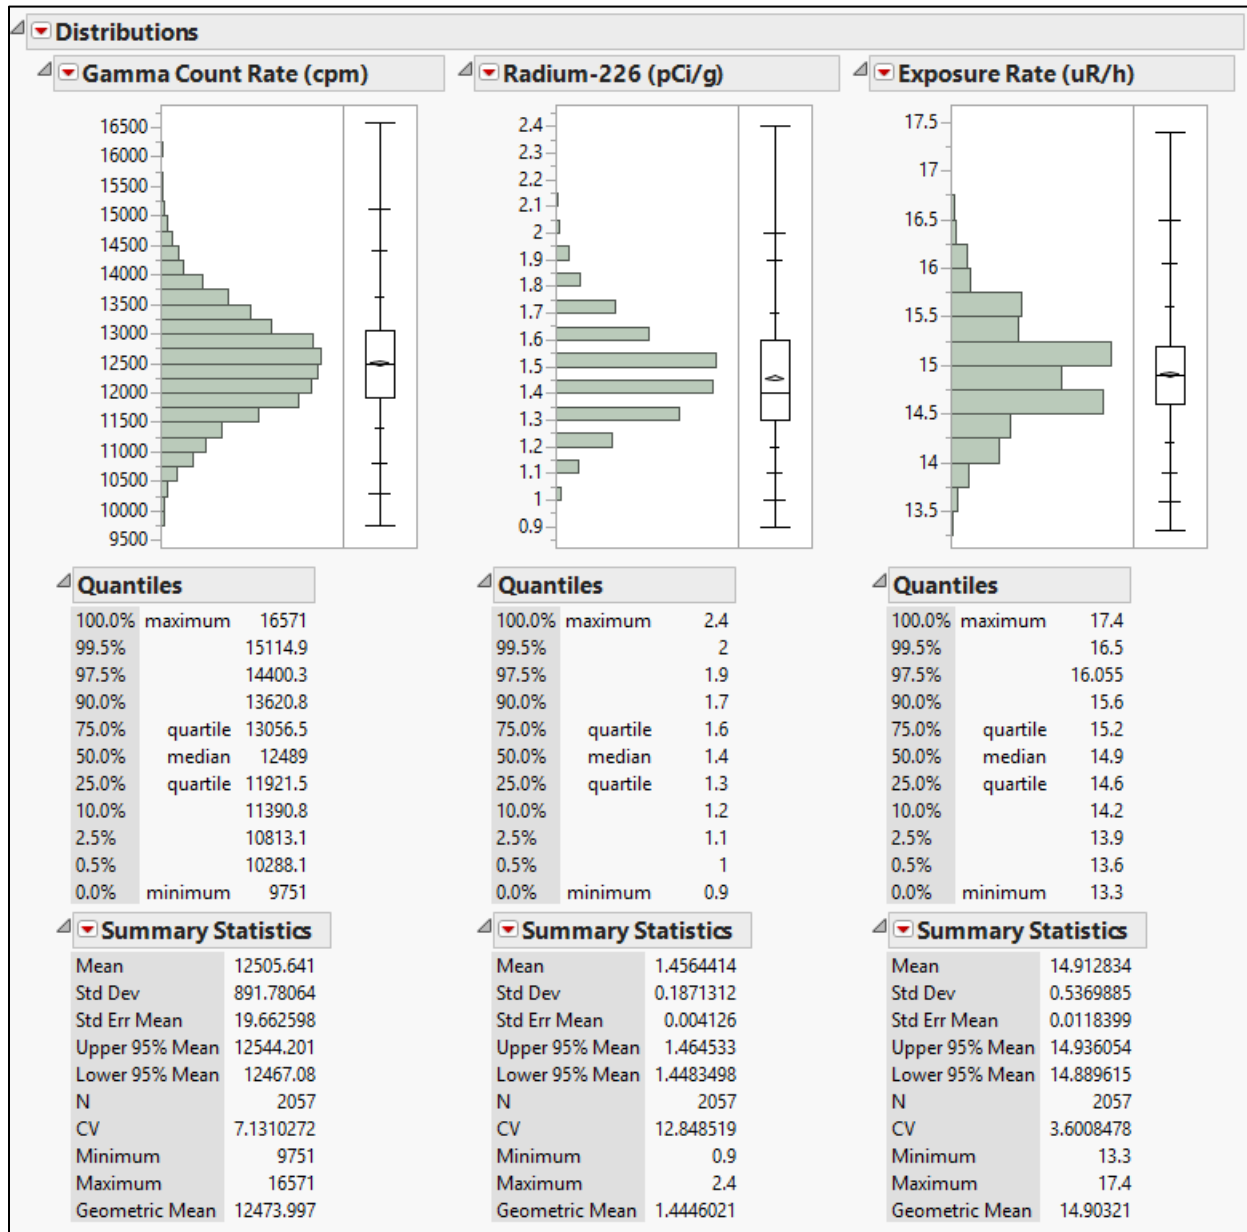 Distributions
Gamma Count Rate (cpm)
16500
16000
15500
15000
14500
14000
13500
13000
12500
12000
11500
11000
10500
10000
9500
Quantiles
100.0% maximum 16571
99.5% 15114.9
97.5% 14400.3
90.0% 13620.8
75.0% quartile 13056.5
50.0% median 12489
25.0% quartile 11921.5
10.0% 11390.8
2.5% 10813.1
0.5% 10288.1
0.0% minimum 9751
Summary Statistics
Mean 12505.641
Std Dev 891.78064
Std Err Mean 19.662598
Upper 95% Mean 12544.201
Lower 95% Mean 12467.08
N 2057
CV 7.1310272
Minimum 9751
Maximum 16571
Geometric Mean 12473.997
Radium-226 (pCi/g)
2.4
2.3
2.2
2.1
2
1.9
1.8
1.7
1.6
1.5
1.4
1.3
1.2
1.1
1
0.9
Quantiles
100.0% maximum 2.4
99.5% 2
97.5% 1.9
90.0% 1.7
75.0% quartile 1.6
50.0% median 1.4
25.0% quartile 1.3
10.0% 1.2
2.5% 1.1
0.5% 1
0.0% minimum 0.9
Summary Statistics
Mean 1.4564414
Std Dev 0.1871312
Std Err Mean 0.004126
Upper 95% Mean 1.464533
Lower 95% Mean 1.4483498
N 2057
CV 12.848519
Minimum 0.9
Maximum 2.4
Geometric Mean 1.4446021
Exposure Rate (uR/h)
17.5
17
16.5
16
15.5
15
14.5
14
13.5
Quantiles
100.0% maximum 17.4
99.5% 16.5
97.5% 16.055
90.0% 15.6
75.0% quartile 15.2
50.0% median 14.9
25.0% quartile 14.6
10.0% 14.2
2.5% 13.9
0.5% 13.6
0.0% minimum 13.3
Summary Statistics
Mean 14.912834
Std Dev 0.5369885
Std Err Mean 0.0118399
Upper 95% Mean 14.936054
Lower 95% Mean 14.889615
N 2057
CV 3.6008478
Minimum 13.3
Maximum 17.4
Geometric Mean 14.90321